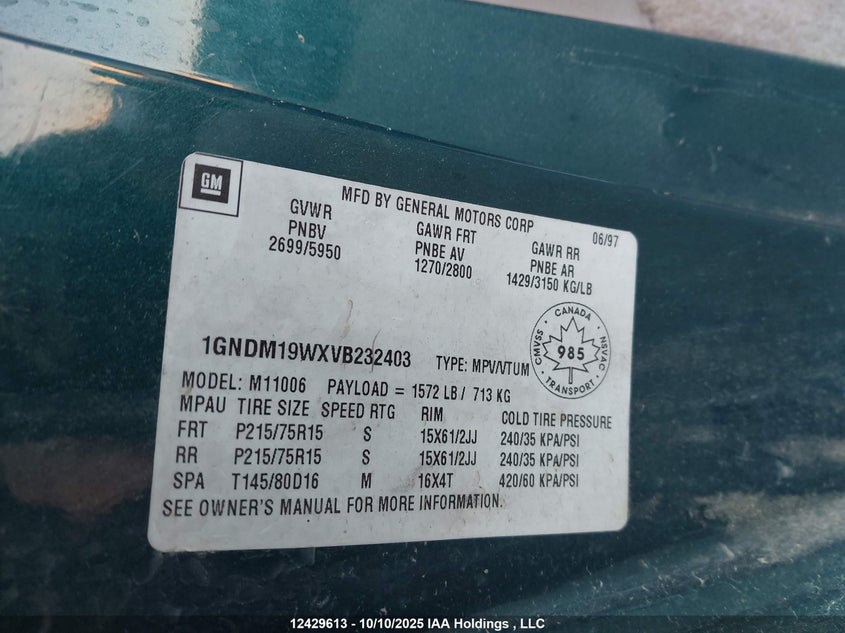 GM
MFD BY GENERAL MOTORS CORP
06/97
GVWR
PNBV
2699/5950
GAWR FRT
PNBE AV
1270/2800
GAWR RR
PNBE AR
1429/3150 KG/LB
1GNDM19WXVB232403
TYPE: MPV/VTUM
CANADA
CMVSS
985
NSVAC
TRANSPORT
MODEL: M11006 PAYLOAD = 1572 LB/ 713 KG
MPAU TIRE SIZE SPEED RTG RIM COLD TIRE PRESSURE
FRT P215/75R15 S 15X61/2JJ 240/35 KPA/PSI
RR P215/75R15 S 15X61/2JJ 240/35 KPA/PSI
SPA T145/80D16 M 16X4T 420/60 KPA/PSI
SEE OWNER'S MANUAL FOR MORE INFORMATION.
12429613 - 10/10/2025 IAA Holdings , LLC